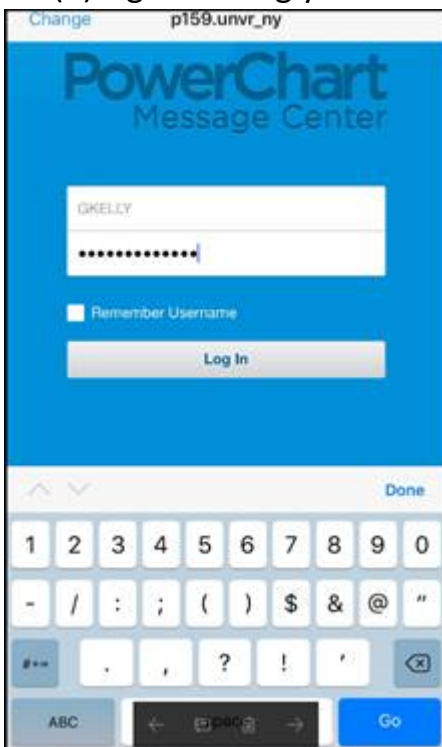 Change p159.unvr_ny
PowerChart
Message Center
GKELLY
•••••••••••••
Remember Username
Log In
Done
1 2 3 4 5 6 7 8 9 0
- / : ; ( ) $ & @ "
#+= . , ? ! '
ABC space Go